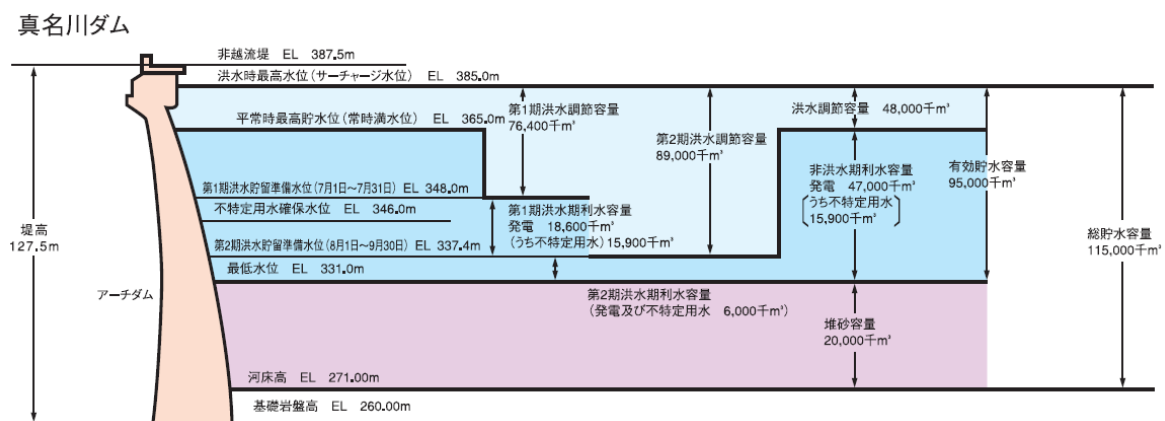 真名川ダム
非越流堤 EL 387.5m
洪水時最高水位(サーチャージ水位) EL 385.0m
平常時最高貯水位(常時満水位) EL 365.0m
第1期洪水調節容量
76,400千㎥
第2期洪水調節容量
89,000千㎥
洪水調節容量 48,000千㎥
非洪水期利水容量
発電 47,000千㎥
(うち不特定用水
15,900千㎥)
有効貯水容量
95,000千㎥
総貯水容量
115,000千㎥
第1期洪水貯留準備水位(7月1日〜7月31日) EL 348.0m
不特定用水確保水位 EL 346.0m
第1期洪水期利水容量
発電 18,600千㎥
(うち不特定用水)15,900千㎥
第2期洪水貯留準備水位(8月1日〜9月30日) EL 337.4m
最低水位 EL 331.0m
堤高
127.5m
アーチダム
第2期洪水期利水容量
(発電及び不特定用水 6,000千㎥)
堆砂容量
20,000千㎥
河床高 EL 271.00m
基礎岩盤高 EL 260.00m